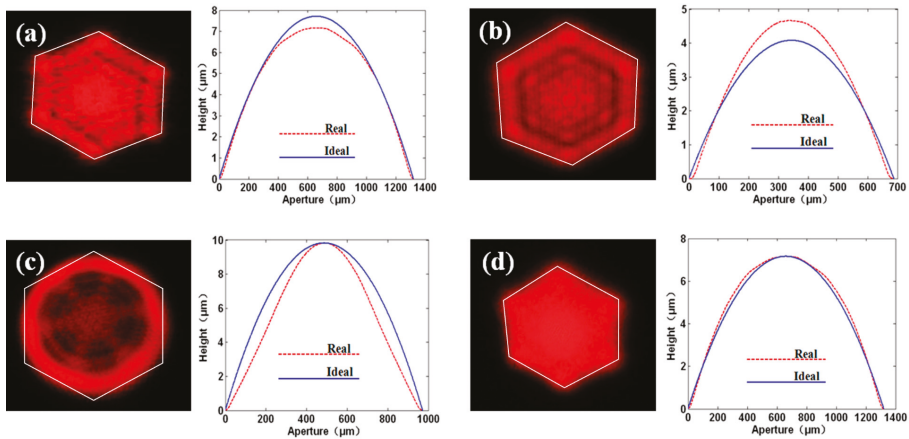 (a)
8
7
6
5
4
3
2
1
0
Height (μm)
Real
Ideal
0 200 400 600 800 1000 1200 1400
Aperture (μm)
(b)
5
4
3
2
1
0
Height (μm)
Real
Ideal
0 100 200 300 400 500 600 700
Aperture (μm)
(c)
10
8
6
4
2
0
Height (μm)
Real
Ideal
0 200 400 600 800 1000
Aperture (μm)
(d)
8
6
4
2
0
Height (μm)
Real
Ideal
0 200 400 600 800 1000 1200 1400
Aperture (μm)